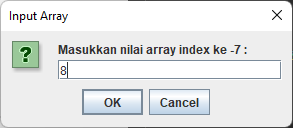 Input Array
Masukkan nilai array index ke -7 :
8
OK Cancel